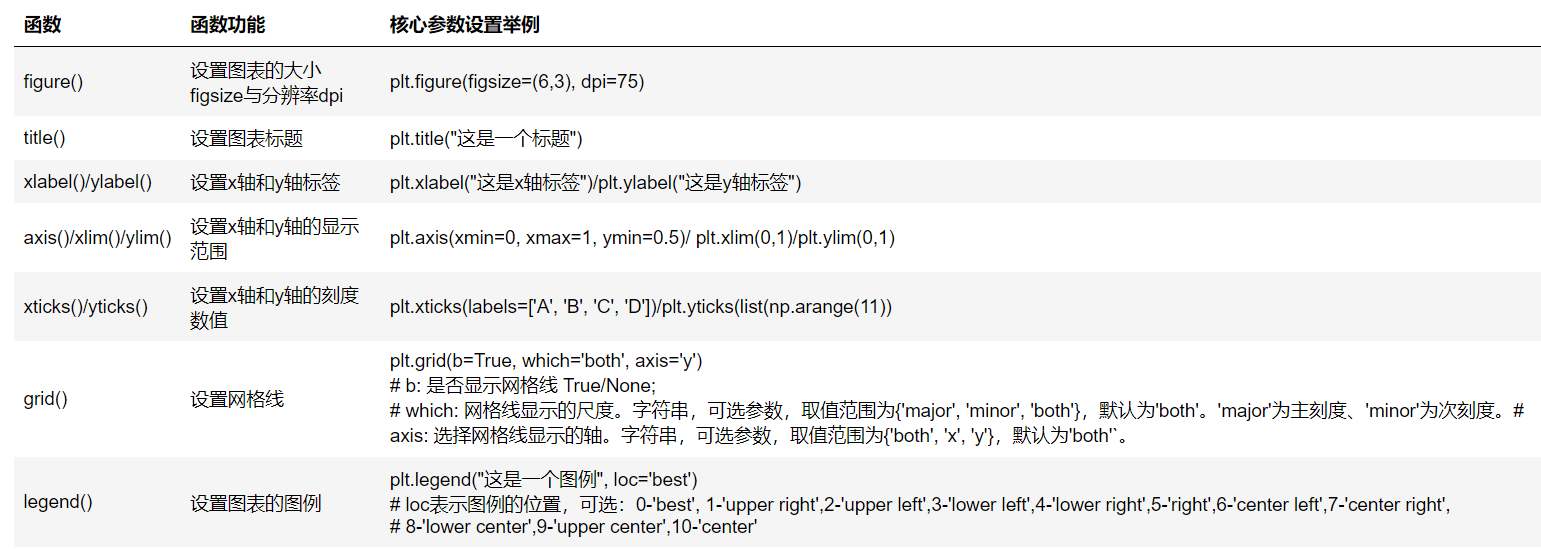 函数 函数功能 核心参数设置举例
figure() 设置图表的大小 plt.figure(figsize=(6,3), dpi=75)
figsize与分辨率dpi
title() 设置图表标题 plt.title("这是一个标题")
xlabel()/ylabel() 设置x轴和y轴标签 plt.xlabel("这是x轴标签")/plt.ylabel("这是y轴标签")
axis()/xlim()/ylim() 设置x轴和y轴的显示 plt.axis(xmin=0, xmax=1, ymin=0.5)/ plt.xlim(0,1)/plt.ylim(0,1)
范围
xticks()/yticks() 设置x轴和y轴的刻度 plt.xticks(labels=['A', 'B', 'C', 'D'])/plt.yticks(list(np.arange(11))
数值
grid() 设置网格线 plt.grid(b=True, which='both', axis='y')
# b: 是否显示网格线 True/None;
# which: 网格线显示的尺度。字符串，可选参数，取值范围为{'major', 'minor', 'both'}，默认为'both'。'major'为主刻度、'minor'为次刻度。#
axis: 选择网格线显示的轴。字符串，可选参数，取值范围为{'both', 'x', 'y'}，默认为'both'`。
legend() 设置图表的图例 plt.legend("这是一个图例", loc='best')
# loc表示图例的位置，可选：0-'best', 1-'upper right',2-'upper left',3-'lower left',4-'lower right',5-'right',6-'center left',7-'center right',
# 8-'lower center',9-'upper center',10-'center'